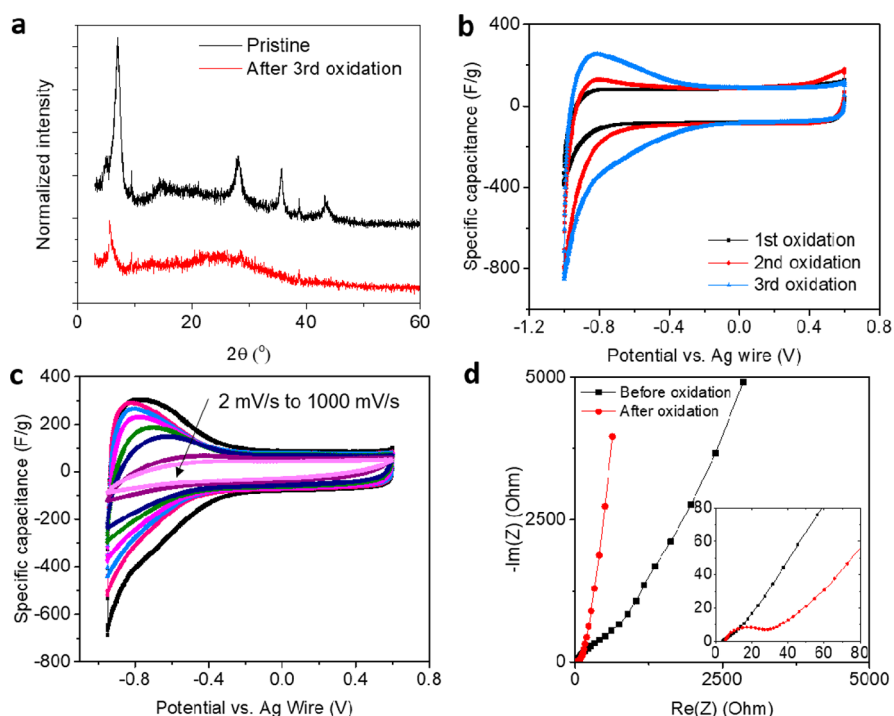 a
Pristine
After 3rd oxidation
Normalized intensity
0 20 40 60
2θ (°)
b
400
0
-400
-800
Specific capacitance (F/g)
1st oxidation
2nd oxidation
3rd oxidation
-1.2 -0.8 -0.4 0.0 0.4 0.8
Potential vs. Ag wire (V)
c
400
300
200
100
0
-200
-400
-600
-800
Specific capacitance (F/g)
2 mV/s to 1000 mV/s
-0.8 -0.4 0.0 0.4 0.8
Potential vs. Ag Wire (V)
d
5000
2500
0
-Im(Z) (Ohm)
Before oxidation
After oxidation
80
60
40
20
0
0 20 40 60 80
0 2500 5000
Re(Z) (Ohm)